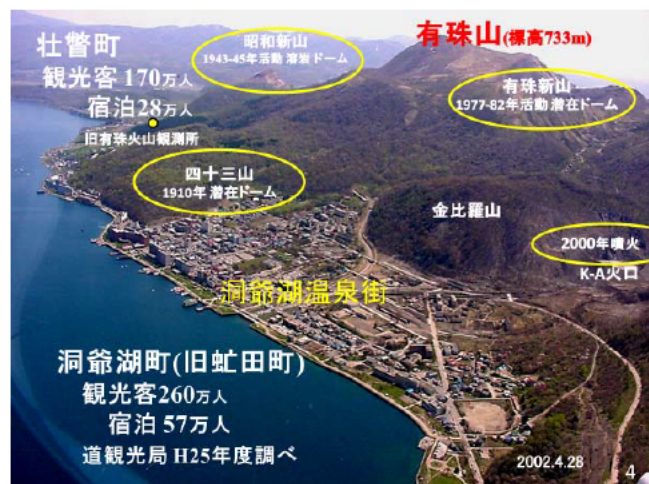 壮瞥町
観光客 170万人
宿泊28万人
旧有珠火山観測所
昭和新山
1943-45年活動 溶岩ドーム
有珠山(標高733m)
有珠新山
1977-82年活動 潜在ドーム
四十三山
1910年 潜在ドーム
金比羅山
2000年噴火
K-A火口
洞爺湖温泉街
洞爺湖町(旧虻田町)
観光客260万人
宿泊 57万人
道観光局 H25年度調べ
2002.4.28
4